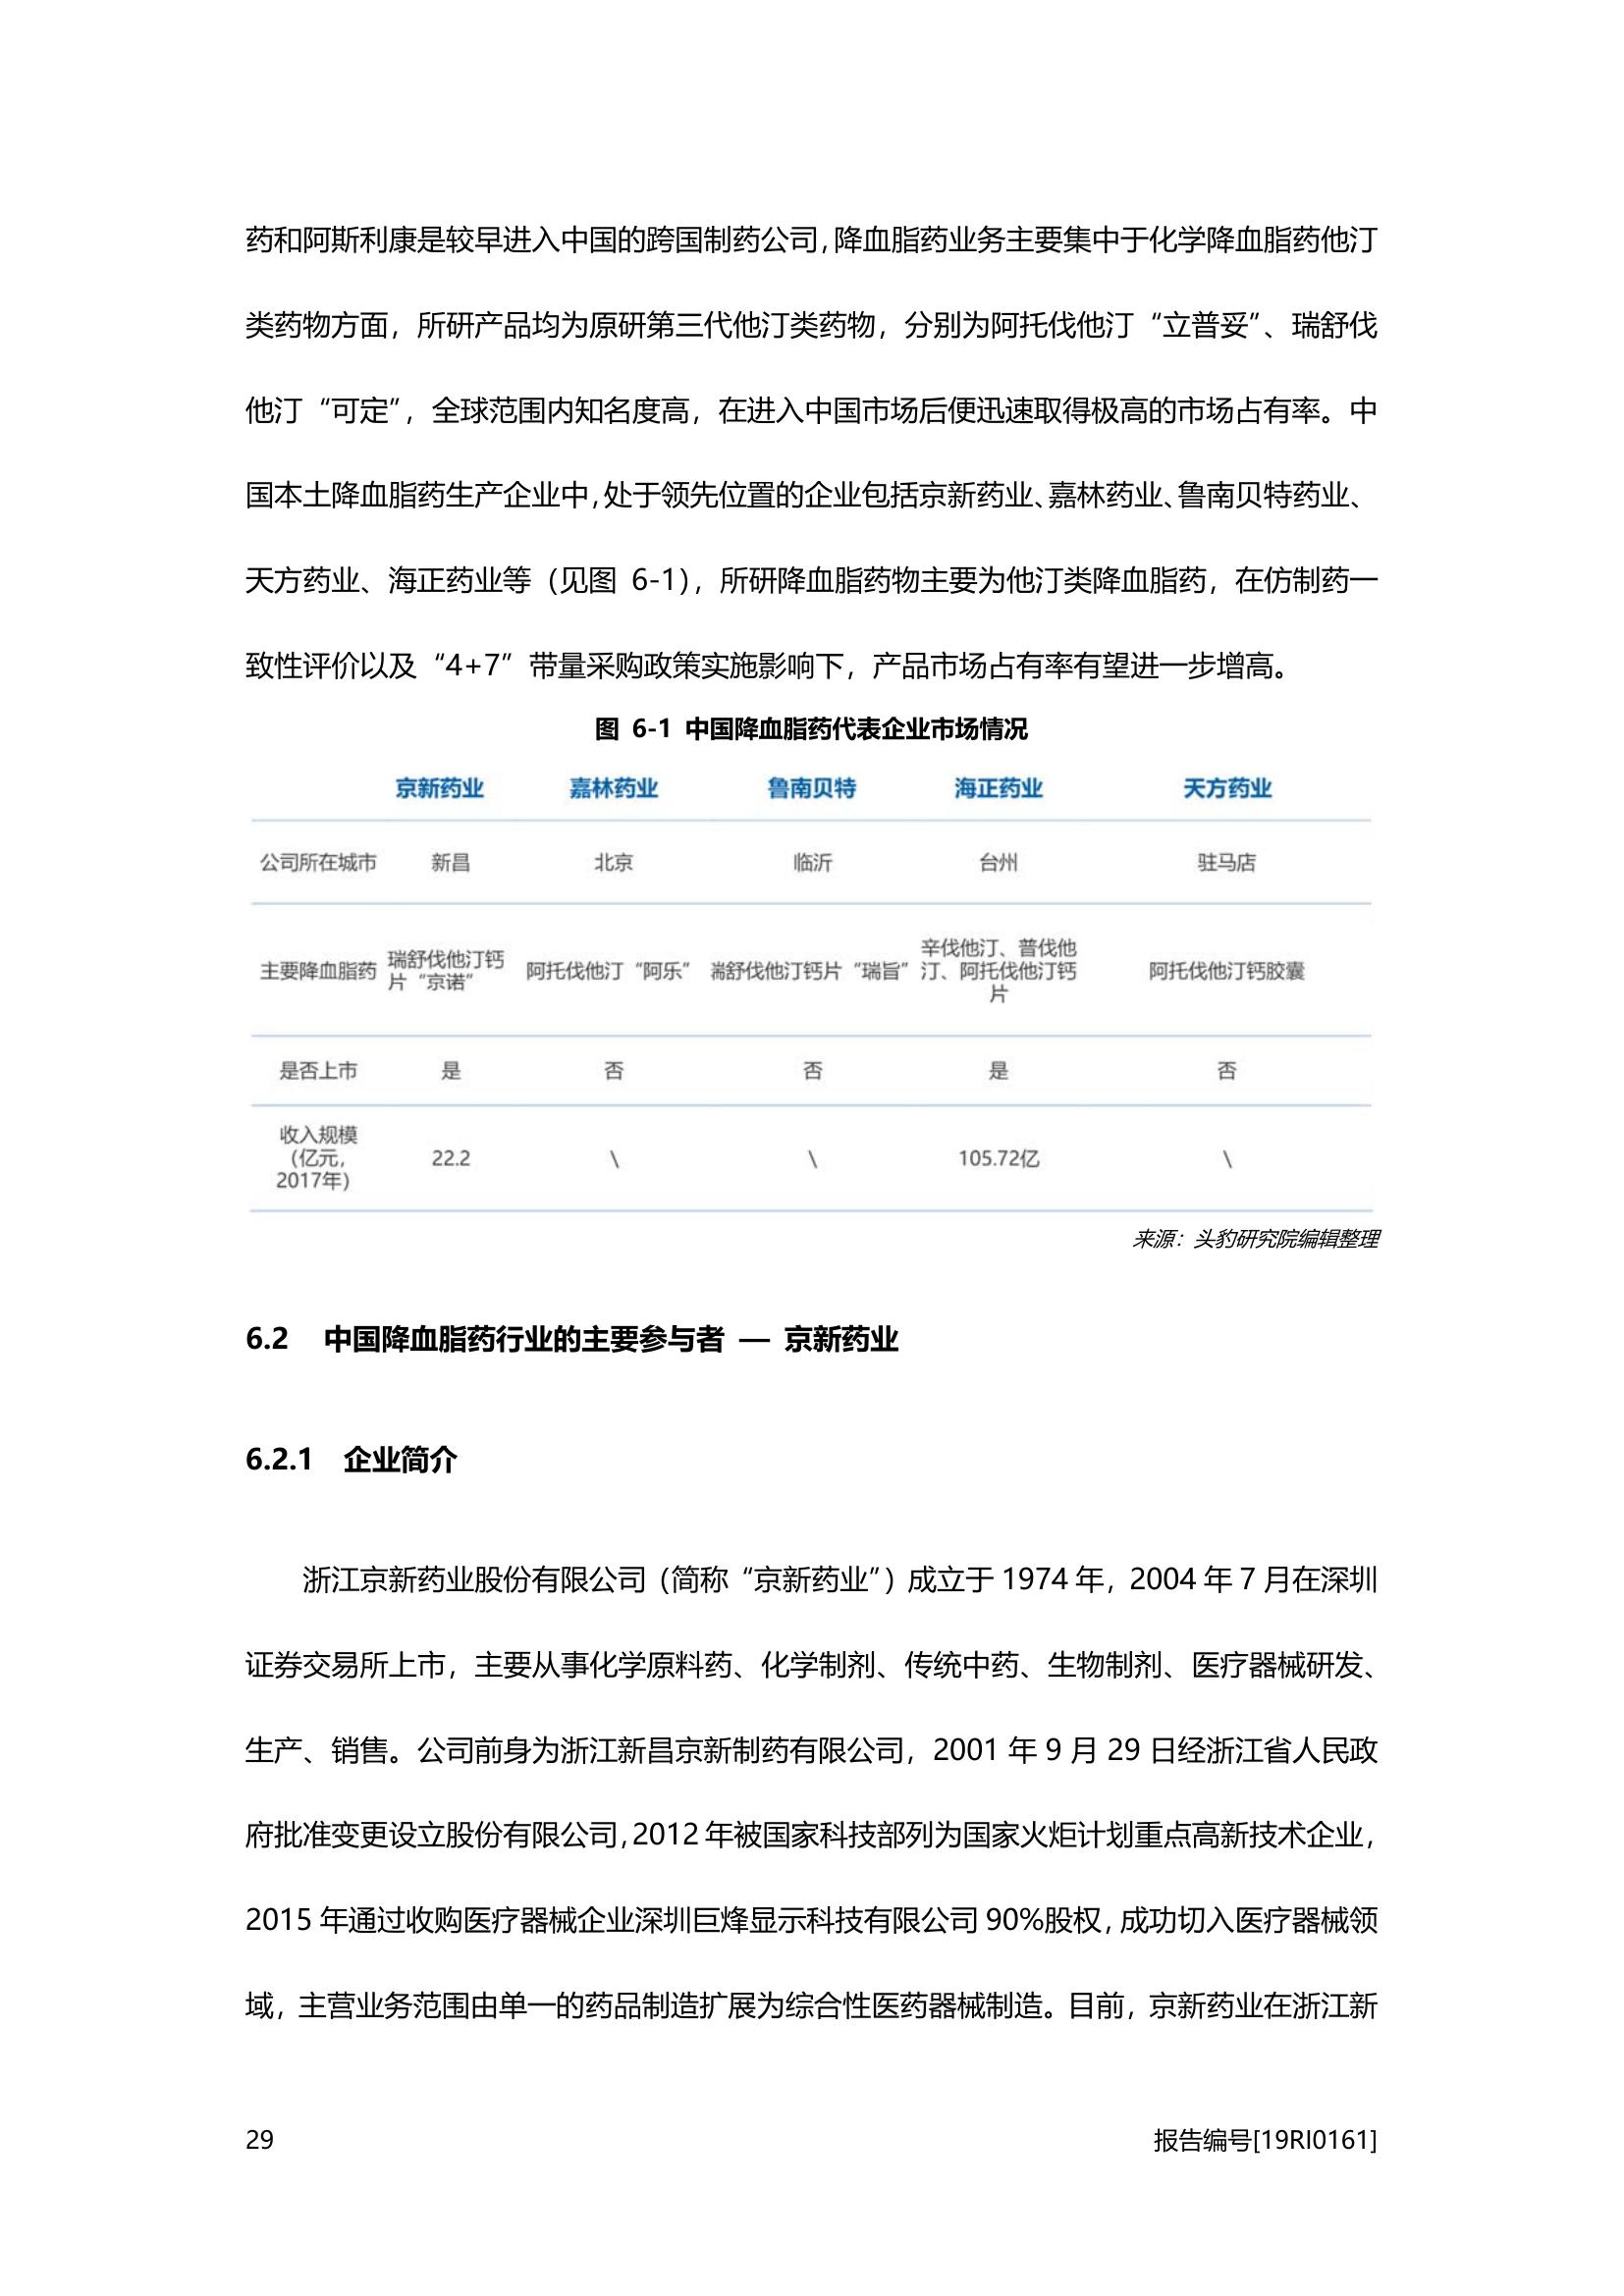 药和阿斯利康是较早进入中国的跨国制药公司，降血脂药业务主要集中于化学降血脂药他汀
类药物方面，所研产品均为原研第三代他汀类药物，分别为阿托伐他汀“立普妥”、瑞舒伐
他汀“可定”，全球范围内知名度高，在进入中国市场后便迅速取得极高的市场占有率。中
国本土降血脂药生产企业中，处于领先位置的企业包括京新药业、嘉林药业、鲁南贝特药业、
天方药业、海正药业等（见图 6-1），所研降血脂药物主要为他汀类降血脂药，在仿制药一
致性评价以及“4+7”带量采购政策实施影响下，产品市场占有率有望进一步增高。
图 6-1 中国降血脂药代表企业市场情况
京新药业 嘉林药业 鲁南贝特 海正药业 天方药业
公司所在城市 新昌 北京 临沂 台州 驻马店
主要降血脂药 瑞舒伐他汀钙片“京诺” 阿托伐他汀“阿乐” 瑞舒伐他汀钙片“瑞旨” 辛伐他汀、普伐他汀、阿托伐他汀钙片 阿托伐他汀钙胶囊
是否上市 是 否 否 是 否
收入规模（亿元，2017年） 22.2 \ \ 105.72亿 \
来源：头豹研究院编辑整理
6.2 中国降血脂药行业的主要参与者 — 京新药业
6.2.1 企业简介
浙江京新药业股份有限公司（简称“京新药业”）成立于 1974 年，2004 年 7 月在深圳
证券交易所上市，主要从事化学原料药、化学制剂、传统中药、生物制剂、医疗器械研发、
生产、销售。公司前身为浙江新昌京新制药有限公司，2001 年 9 月 29 日经浙江省人民政
府批准变更设立股份有限公司，2012 年被国家科技部列为国家火炬计划重点高新技术企业，
2015 年通过收购医疗器械企业深圳巨烽显示科技有限公司 90%股权，成功切入医疗器械领
域，主营业务范围由单一的药品制造扩展为综合性医药器械制造。目前，京新药业在浙江新
29 报告编号[19RI0161]